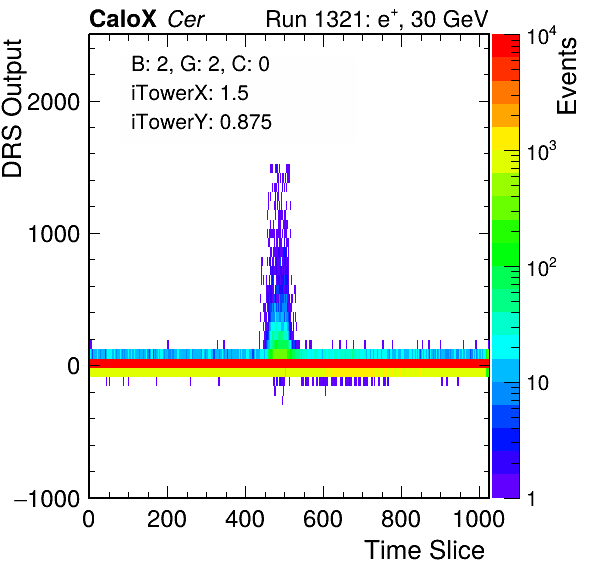 CaloX Cer Run 1321: e⁺, 30 GeV
B: 2, G: 2, C: 0
iTowerX: 1.5
iTowerY: 0.875
DRS Output
2000
1000
0
−1000
0 200 400 600 800 1000
Time Slice
Events
10⁴
10³
10²
10
1